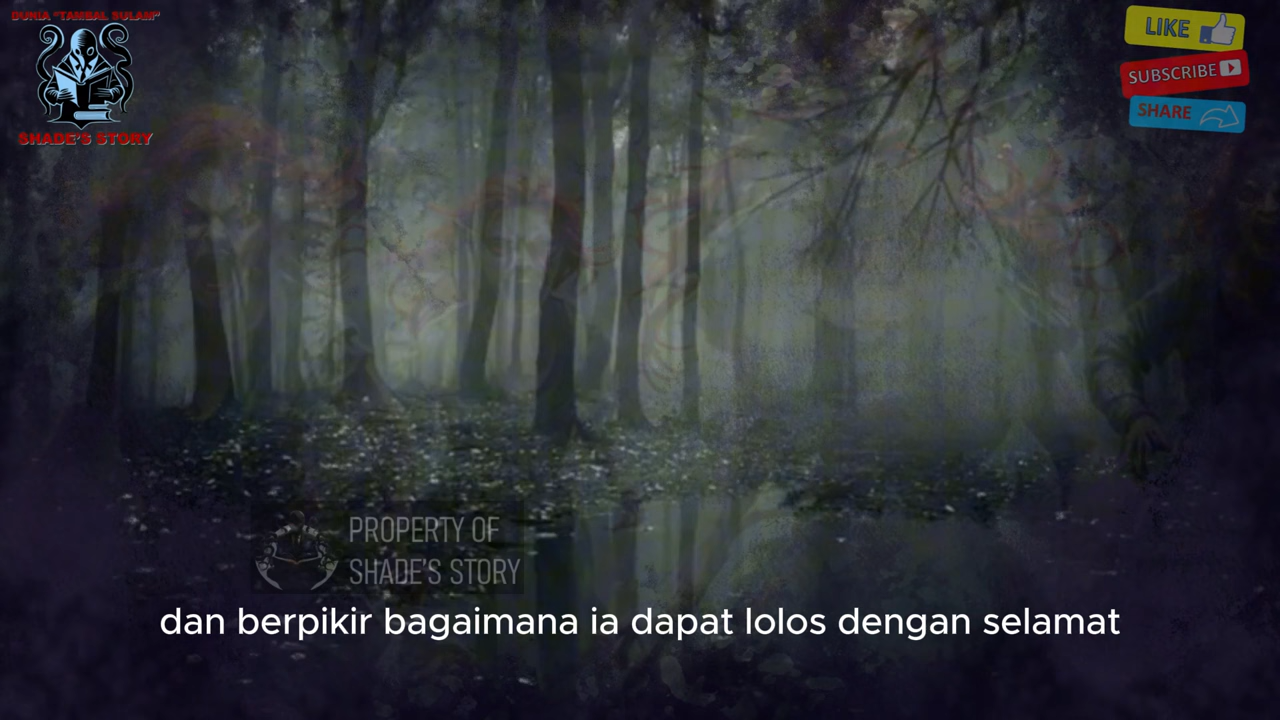 DUNIA "TAMBAL SULAM"
SHADE'S STORY
LIKE
SUBSCRIBE
SHARE
PROPERTY OF
SHADE'S STORY
dan berpikir bagaimana ia dapat lolos dengan selamat